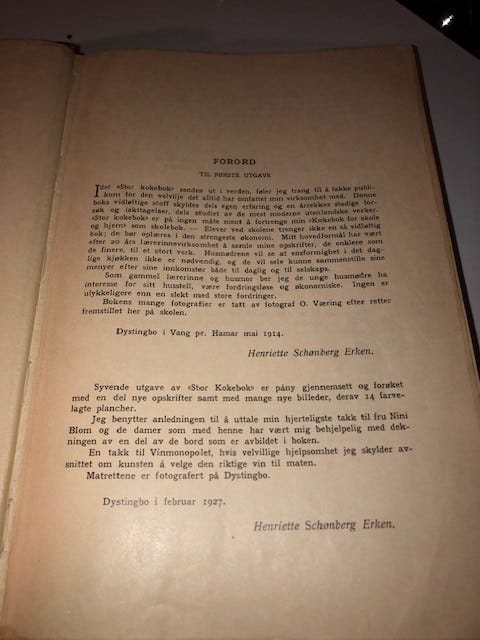 FORORD
TIL FØRSTE UTGAVE
Idet «Stor kokebok» sendes ut i verden, føler jeg trang til å takke publi-
kum for den velvilje det alltid har omfattet min virksomhet med. Denne
boks vidløftige stoff skyldes dels egen erfaring og en årrekkes stadige for-
søk og iakttagelser, dels studiet av de mest moderne utenlandske verker.
«Stor kokebok» er på ingen måte ment å fortrenge min «Kokebok for skole
og hjem» som skolebok. — Elever ved skolene trenger ikke en så vidløftig
bok; de bør oplæres i den strengeste økonomi. Mitt hovedformål har vært
efter 20 års lærerinnevirksomhet å samle mine opskrifter, de enklere som
de finere, til et stort verk. Husmødrene vil se at ensformighet i det dag-
lige kjøkken ikke er nødvendig, og de vil selv kunne sammenstille sine
menyer efter sine innkomster både til daglig og til selskaps.
Som gammel lærerinne og husmor ber jeg de unge husmødre ha
interesse for sitt husstell, være fordringsløse og økonomiske. Ingen er
ulykkeligere enn en slekt med store fordringer.
Bokens mange fotografier er tatt av fotograf O. Væring efter retter
fremstillet her på skolen.
Dystingbo i Vang pr. Hamar mai 1914.
Henriette Schønberg Erken.
Syvende utgave av «Stor Kokebok» er påny gjennemsett og forøket
med en del nye opskrifter samt med mange nye billeder, derav 14 farve-
lagte plancher.
Jeg benytter anledningen til å uttale min hjerteligste takk til fru Nini
Blom og de damer som med henne har vært mig behjelpelig med dek-
ningen av en del av de bord som er avbildet i boken.
En takk til Vinmonopolet, hvis velvillige hjelpsomhet jeg skylder av-
snittet om kunsten å velge den riktige vin til maten.
Matrettene er fotografert på Dystingbo.
Dystingbo i februar 1927.
Henriette Schønberg Erken.